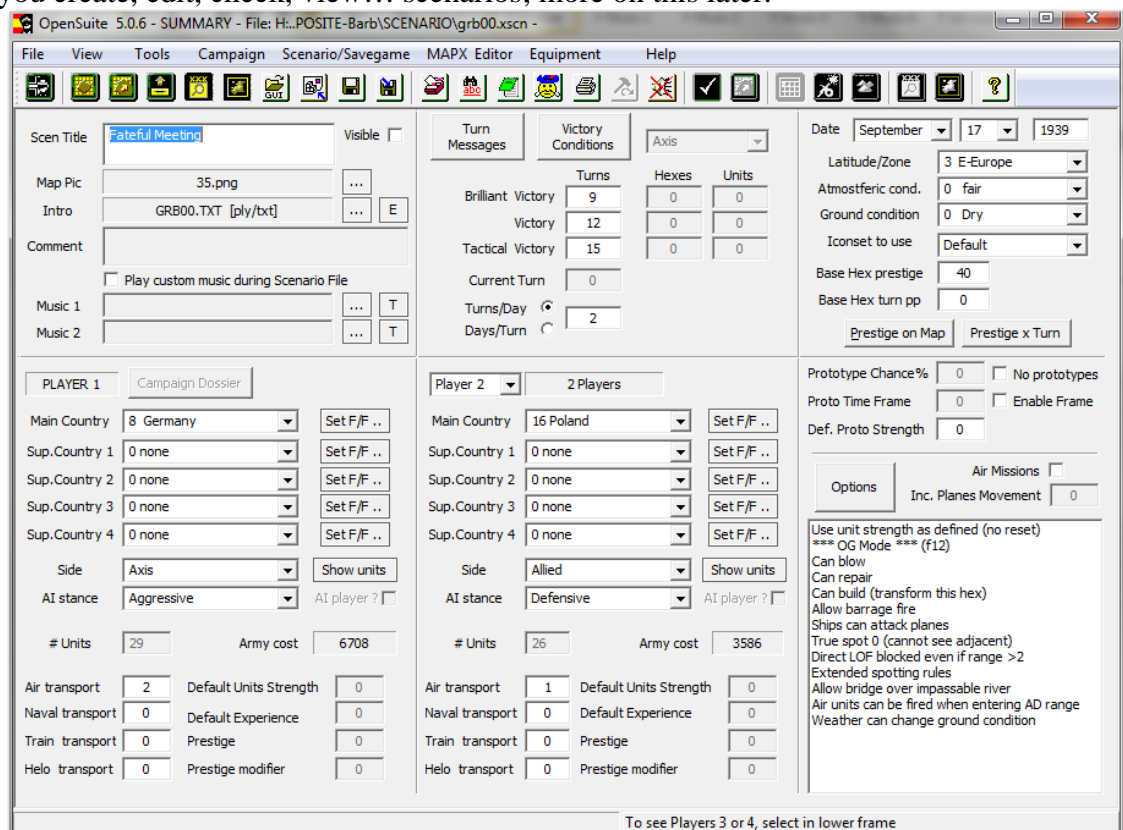 you create, edit, check, view… scenarios, more on this later.
OpenSuite 5.0.6 - SUMMARY - File: H:..POSITE-Barb\SCENARIO\grb00.xscn -
File View Tools Campaign Scenario/Savegame MAPX Editor Equipment Help
GUI abc ?
Scen Title Fateful Meeting Visible
Map Pic 35.png ...
Intro GRB00.TXT [ply/txt] ... E
Comment
Play custom music during Scenario File
Music 1 ... T
Music 2 ... T
Turn Messages Victory Conditions Axis
Turns Hexes Units
Brilliant Victory 9 0 0
Victory 12 0 0
Tactical Victory 15 0 0
Current Turn 0
Turns/Day
Days/Turn 2
Date September 17 1939
Latitude/Zone 3 E-Europe
Atmostferic cond. 0 fair
Ground condition 0 Dry
Iconset to use Default
Base Hex prestige 40
Base Hex turn pp 0
Prestige on Map Prestige x Turn
PLAYER 1 Campaign Dossier
Main Country 8 Germany Set F/F ..
Sup.Country 1 0 none Set F/F ..
Sup.Country 2 0 none Set F/F ..
Sup.Country 3 0 none Set F/F ..
Sup.Country 4 0 none Set F/F ..
Side Axis Show units
AI stance Aggressive AI player ?
# Units 29 Army cost 6708
Air transport 2 Default Units Strength 0
Naval transport 0 Default Experience 0
Train transport 0 Prestige 0
Helo transport 0 Prestige modifier 0
Player 2 2 Players
Main Country 16 Poland Set F/F ..
Sup.Country 1 0 none Set F/F ..
Sup.Country 2 0 none Set F/F ..
Sup.Country 3 0 none Set F/F ..
Sup.Country 4 0 none Set F/F ..
Side Allied Show units
AI stance Defensive AI player ?
# Units 26 Army cost 3586
Air transport 1 Default Units Strength 0
Naval transport 0 Default Experience 0
Train transport 0 Prestige 0
Helo transport 0 Prestige modifier 0
Prototype Chance% 0 No prototypes
Proto Time Frame 0 Enable Frame
Def. Proto Strength 0
Options Air Missions
Inc. Planes Movement 0
Use unit strength as defined (no reset)
*** OG Mode *** (f12)
Can blow
Can repair
Can build (transform this hex)
Allow barrage fire
Ships can attack planes
True spot 0 (cannot see adjacent)
Direct LOF blocked even if range >2
Extended spotting rules
Allow bridge over impassable river
Air units can be fired when entering AD range
Weather can change ground condition
To see Players 3 or 4, select in lower frame